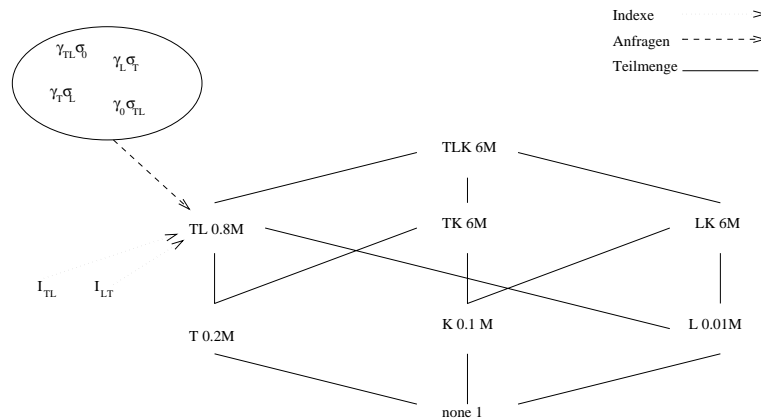 Indexe
Anfragen
Teilmenge
γTLσ0
γLσT
γTσL
γ0σTL
TLK 6M
TL 0.8M
TK 6M
LK 6M
ITL
ILT
T 0.2M
K 0.1 M
L 0.01M
none 1